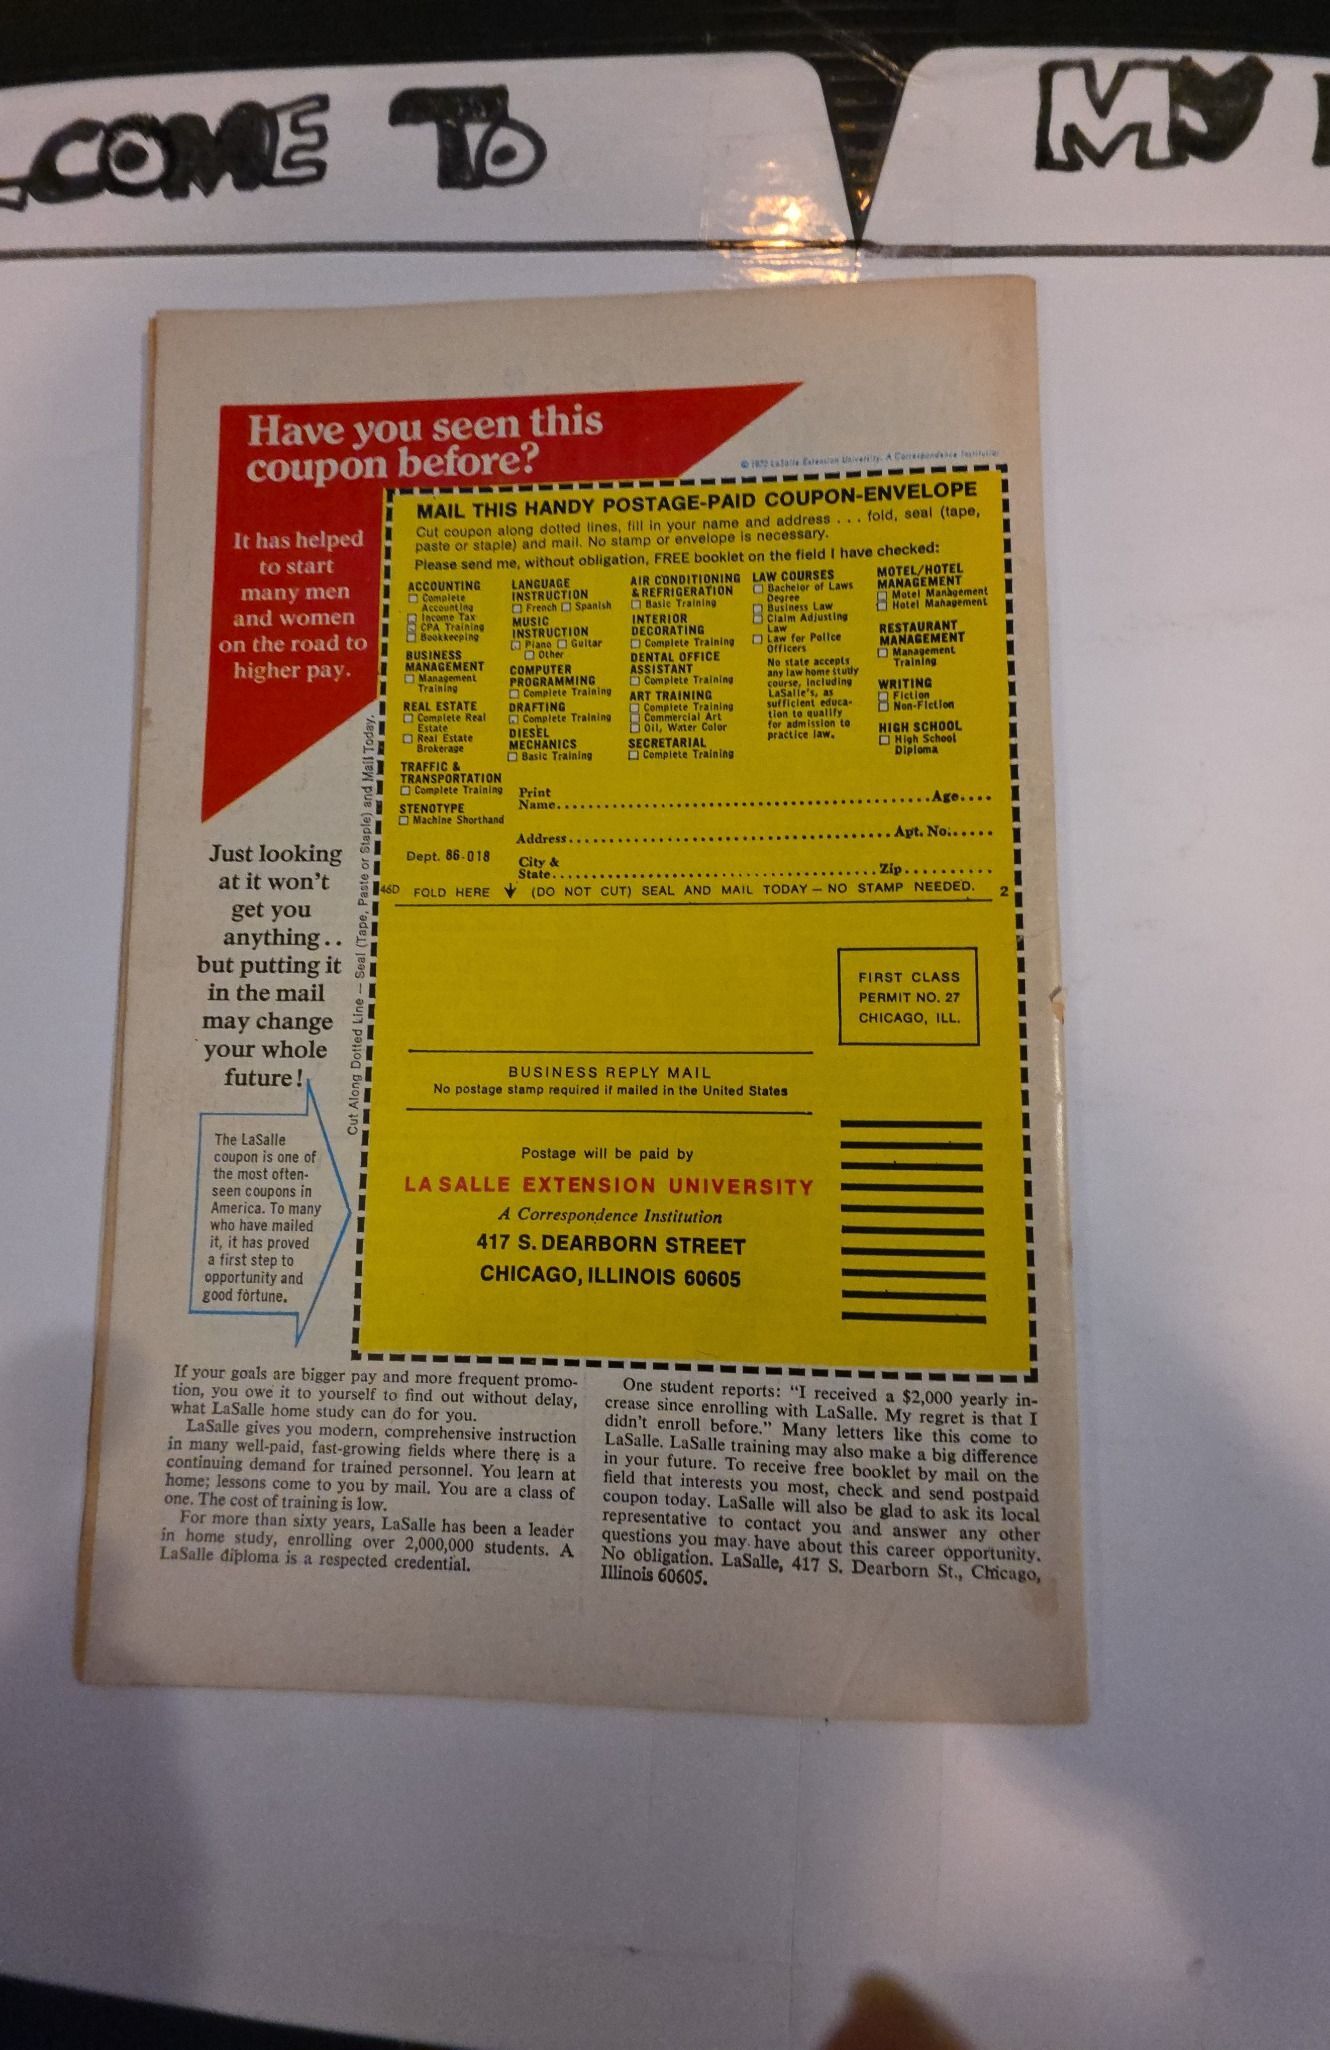 COME TO
MY
Have you seen this
coupon before?
It has helped
to start
many men
and women
on the road to
higher pay.
Just looking
at it won't
get you
anything..
but putting it
in the mail
may change
your whole
future!
The LaSalle
coupon is one of
the most often-
seen coupons in
America. To many
who have mailed
it, it has proved
a first step to
opportunity and
good fortune.
Cut Along Dotted Line — Seal (Tape, Paste or Staple) and Mail Today.
LaSalle Extension University. A Correspondence Institution
MAIL THIS HANDY POSTAGE-PAID COUPON-ENVELOPE
Cut coupon along dotted lines, fill in your name and address ... fold, seal (tape,
paste or staple) and mail. No stamp or envelope is necessary.
Please send me, without obligation, FREE booklet on the field I have checked:
ACCOUNTING
Complete
Accounting
Income Tax
CPA Training
Bookkeeping
BUSINESS
MANAGEMENT
Management
Training
REAL ESTATE
Complete Real
Estate
Real Estate
Brokerage
TRAFFIC &
TRANSPORTATION
Complete Training
STENOTYPE
Machine Shorthand
LANGUAGE
INSTRUCTION
French Spanish
MUSIC
INSTRUCTION
Piano Guitar
Other
COMPUTER
PROGRAMMING
Complete Training
DRAFTING
Complete Training
DIESEL
MECHANICS
Basic Training
AIR CONDITIONING
& REFRIGERATION
Basic Training
INTERIOR
DECORATING
Complete Training
DENTAL OFFICE
ASSISTANT
Complete Training
ART TRAINING
Complete Training
Commercial Art
Oil, Water Color
SECRETARIAL
Complete Training
LAW COURSES
Bachelor of Laws
Degree
Business Law
Claim Adjusting
Law
Law for Police
Officers
No state accepts
any law home study
course, including
LaSalle's, as
sufficient educa-
tion to qualify
for admission to
practice law.
MOTEL/HOTEL
MANAGEMENT
Motel Management
Hotel Management
RESTAURANT
MANAGEMENT
Management
Training
WRITING
Fiction
Non-Fiction
HIGH SCHOOL
High School
Diploma
Print
Name.......Age....
Address.......Apt. No......
Dept. 86-018
City &
State.......Zip..........
46D FOLD HERE ↓ (DO NOT CUT) SEAL AND MAIL TODAY — NO STAMP NEEDED. 2
FIRST CLASS
PERMIT NO. 27
CHICAGO, ILL.
BUSINESS REPLY MAIL
No postage stamp required if mailed in the United States
Postage will be paid by
LA SALLE EXTENSION UNIVERSITY
A Correspondence Institution
417 S. DEARBORN STREET
CHICAGO, ILLINOIS 60605
If your goals are bigger pay and more frequent promo-
tion, you owe it to yourself to find out without delay,
what LaSalle home study can do for you.
LaSalle gives you modern, comprehensive instruction
in many well-paid, fast-growing fields where there is a
continuing demand for trained personnel. You learn at
home; lessons come to you by mail. You are a class of
one. The cost of training is low.
For more than sixty years, LaSalle has been a leader
in home study, enrolling over 2,000,000 students. A
LaSalle diploma is a respected credential.
One student reports: "I received a $2,000 yearly in-
crease since enrolling with LaSalle. My regret is that I
didn't enroll before." Many letters like this come to
LaSalle. LaSalle training may also make a big difference
in your future. To receive free booklet by mail on the
field that interests you most, check and send postpaid
coupon today. LaSalle will also be glad to ask its local
representative to contact you and answer any other
questions you may have about this career opportunity.
No obligation. LaSalle, 417 S. Dearborn St., Chicago,
Illinois 60605.